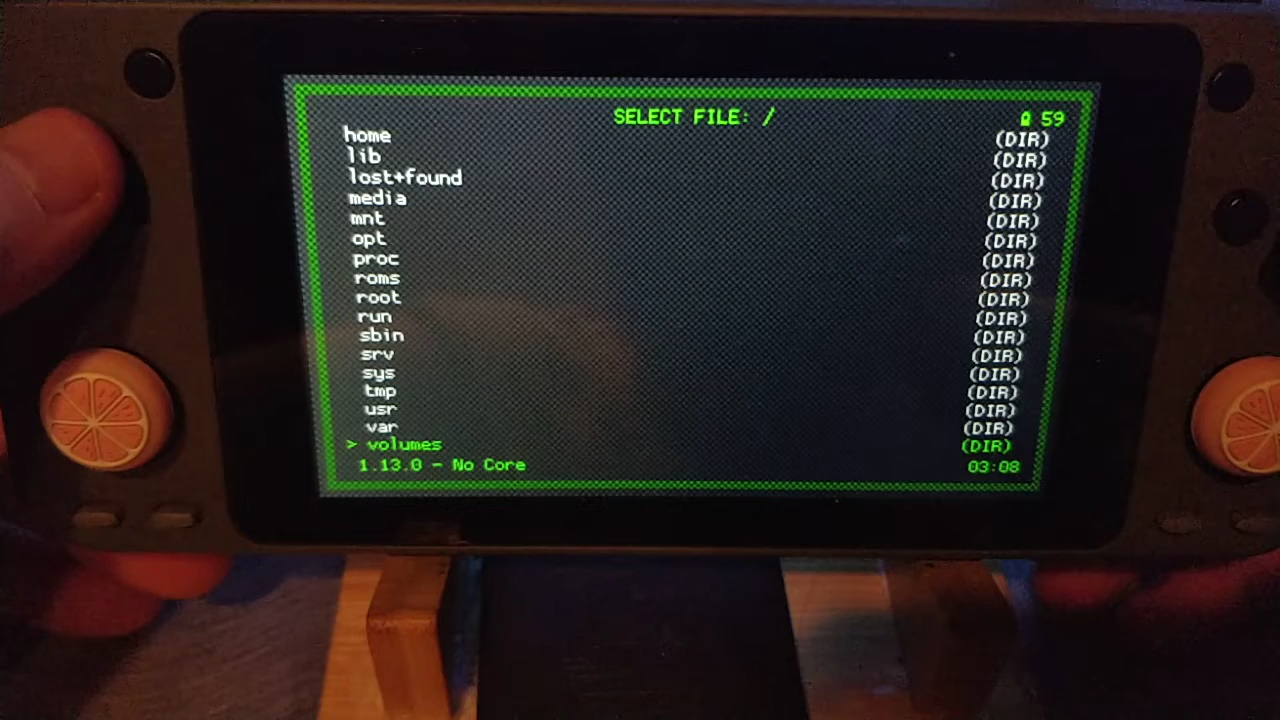 SELECT FILE: / 59
home (DIR)
lib (DIR)
lost+found (DIR)
media (DIR)
mnt (DIR)
opt (DIR)
proc (DIR)
roms (DIR)
root (DIR)
run (DIR)
sbin (DIR)
srv (DIR)
sys (DIR)
tmp (DIR)
usr (DIR)
var (DIR)
> volumes (DIR)
1.13.0 - No Core 03:08